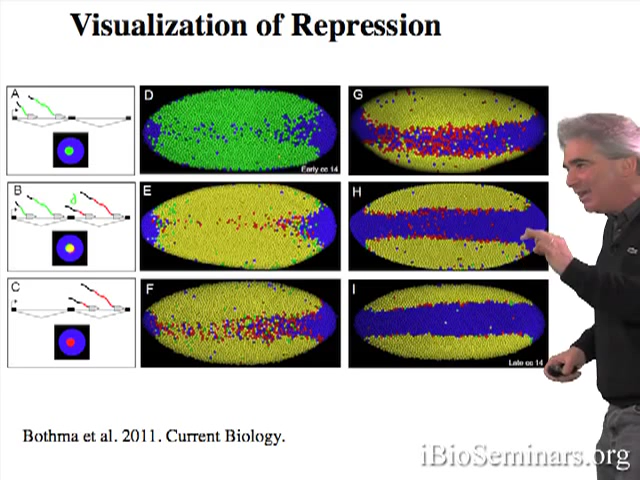 Visualization of Repression
A
D
Early cc 14
G
B
E
H
C
F
I
Late cc 14
Bothma et al. 2011. Current Biology.
iBioSeminars.org